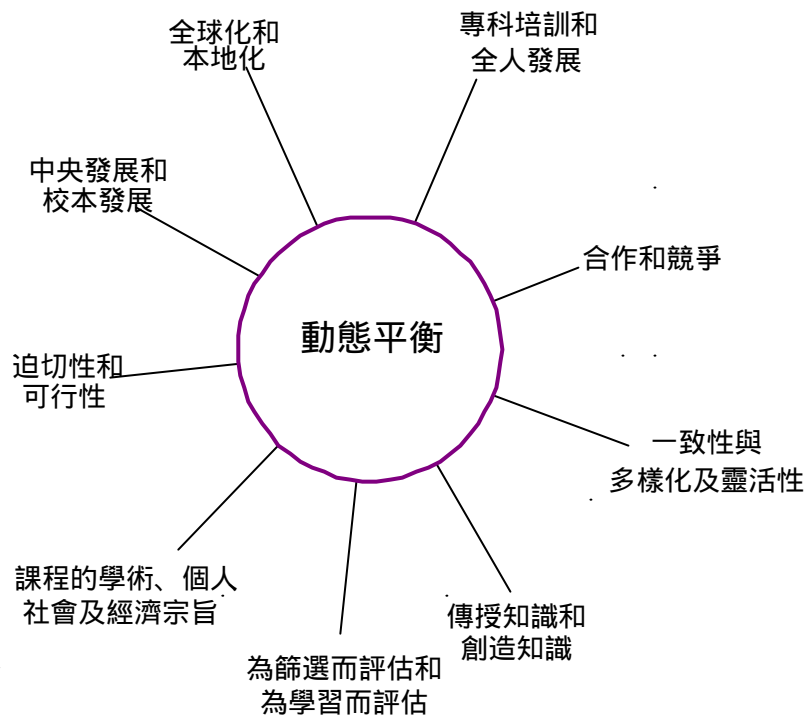 全球化和
本地化
專科培訓和
全人發展
中央發展和
校本發展
合作和競爭
動態平衡
迫切性和
可行性
一致性與
多樣化及靈活性
課程的學術、個人
社會及經濟宗旨
傳授知識和
創造知識
為篩選而評估和
為學習而評估